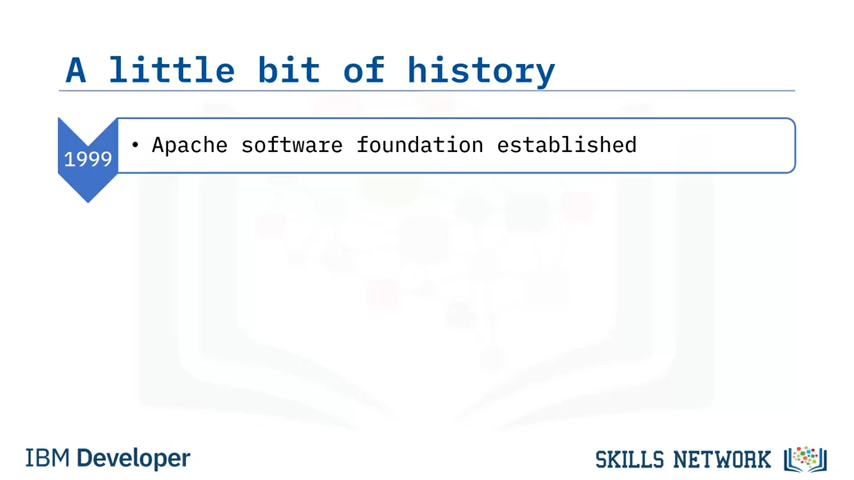 A little bit of history
1999
• Apache software foundation established
IBM Developer
SKILLS NETWORK